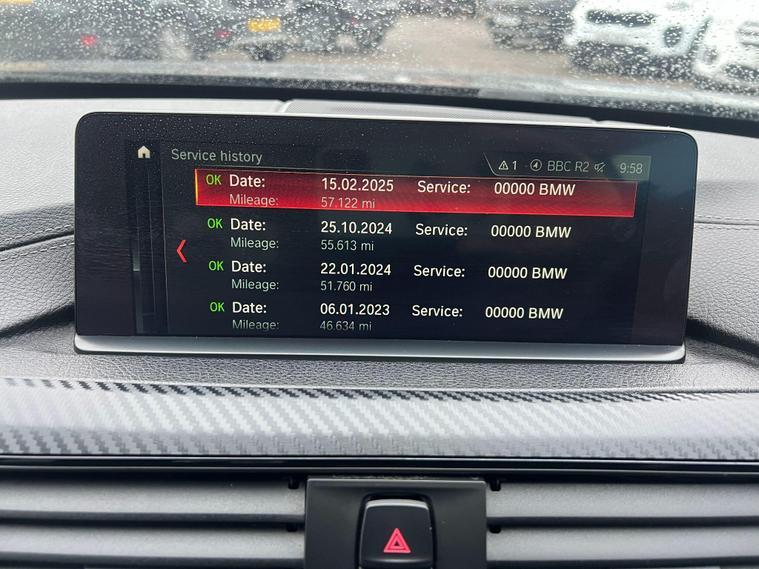 Service history
1 BBC R2 9:58
OK Date: 15.02.2025 Service: 00000 BMW
Mileage: 57.122 mi
OK Date: 25.10.2024 Service: 00000 BMW
Mileage: 55.613 mi
OK Date: 22.01.2024 Service: 00000 BMW
Mileage: 51.760 mi
OK Date: 06.01.2023 Service: 00000 BMW
Mileage: 46.634 mi